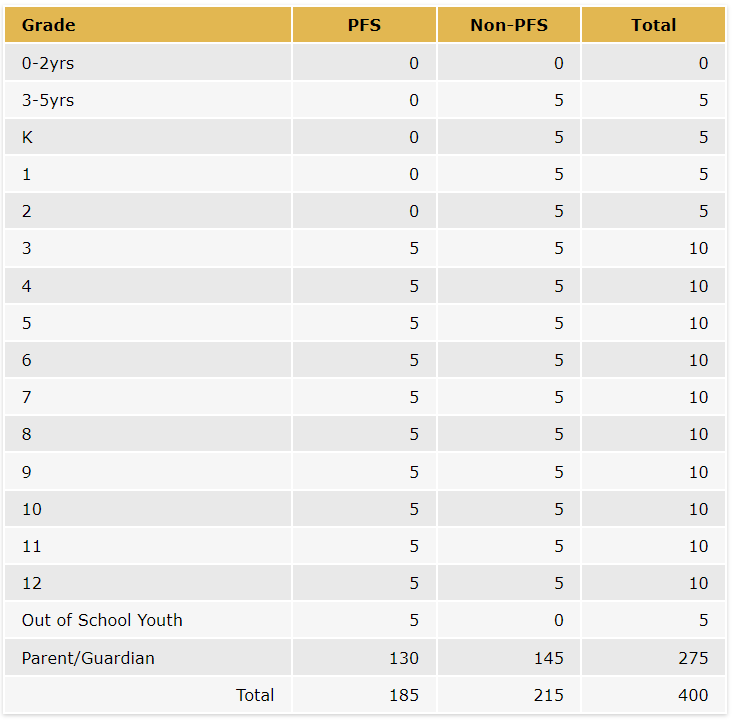 Grade PFS Non-PFS Total
0-2yrs 0 0 0
3-5yrs 0 5 5
K 0 5 5
1 0 5 5
2 0 5 5
3 5 5 10
4 5 5 10
5 5 5 10
6 5 5 10
7 5 5 10
8 5 5 10
9 5 5 10
10 5 5 10
11 5 5 10
12 5 5 10
Out of School Youth 5 0 5
Parent/Guardian 130 145 275
Total 185 215 400